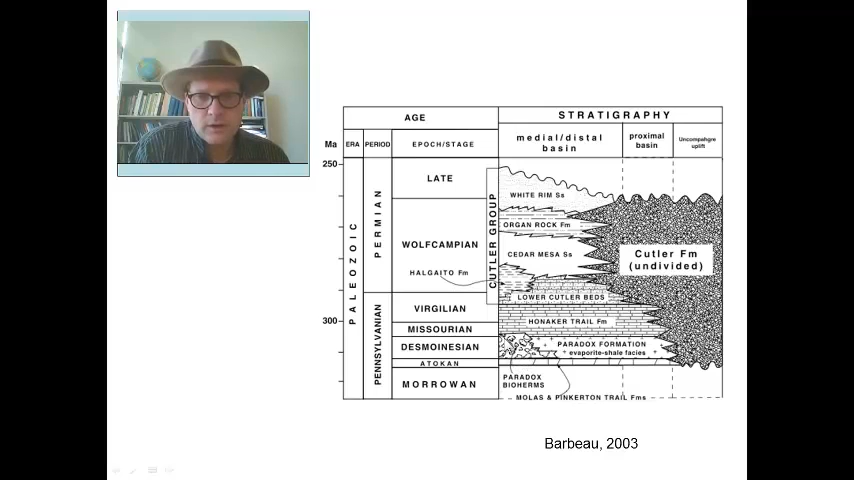 AGE
STRATIGRAPHY
Ma
ERA
PERIOD
EPOCH/STAGE
medial/distal
basin
proximal
basin
Uncompahgre
uplift
250
300
PALEOZOIC
PERMIAN
PENNSYLVANIAN
LATE
WOLFCAMPIAN
HALGAITO Fm
VIRGILIAN
MISSOURIAN
DESMOINESIAN
ATOKAN
MORROWAN
CUTLER GROUP
WHITE RIM Ss
ORGAN ROCK Fm
CEDAR MESA Ss
LOWER CUTLER BEDS
HONAKER TRAIL Fm
PARADOX FORMATION
evaporite-shale facies
PARADOX
BIOHERMS
MOLAS & PINKERTON TRAIL Fms
Cutler Fm
(undivided)
Barbeau, 2003